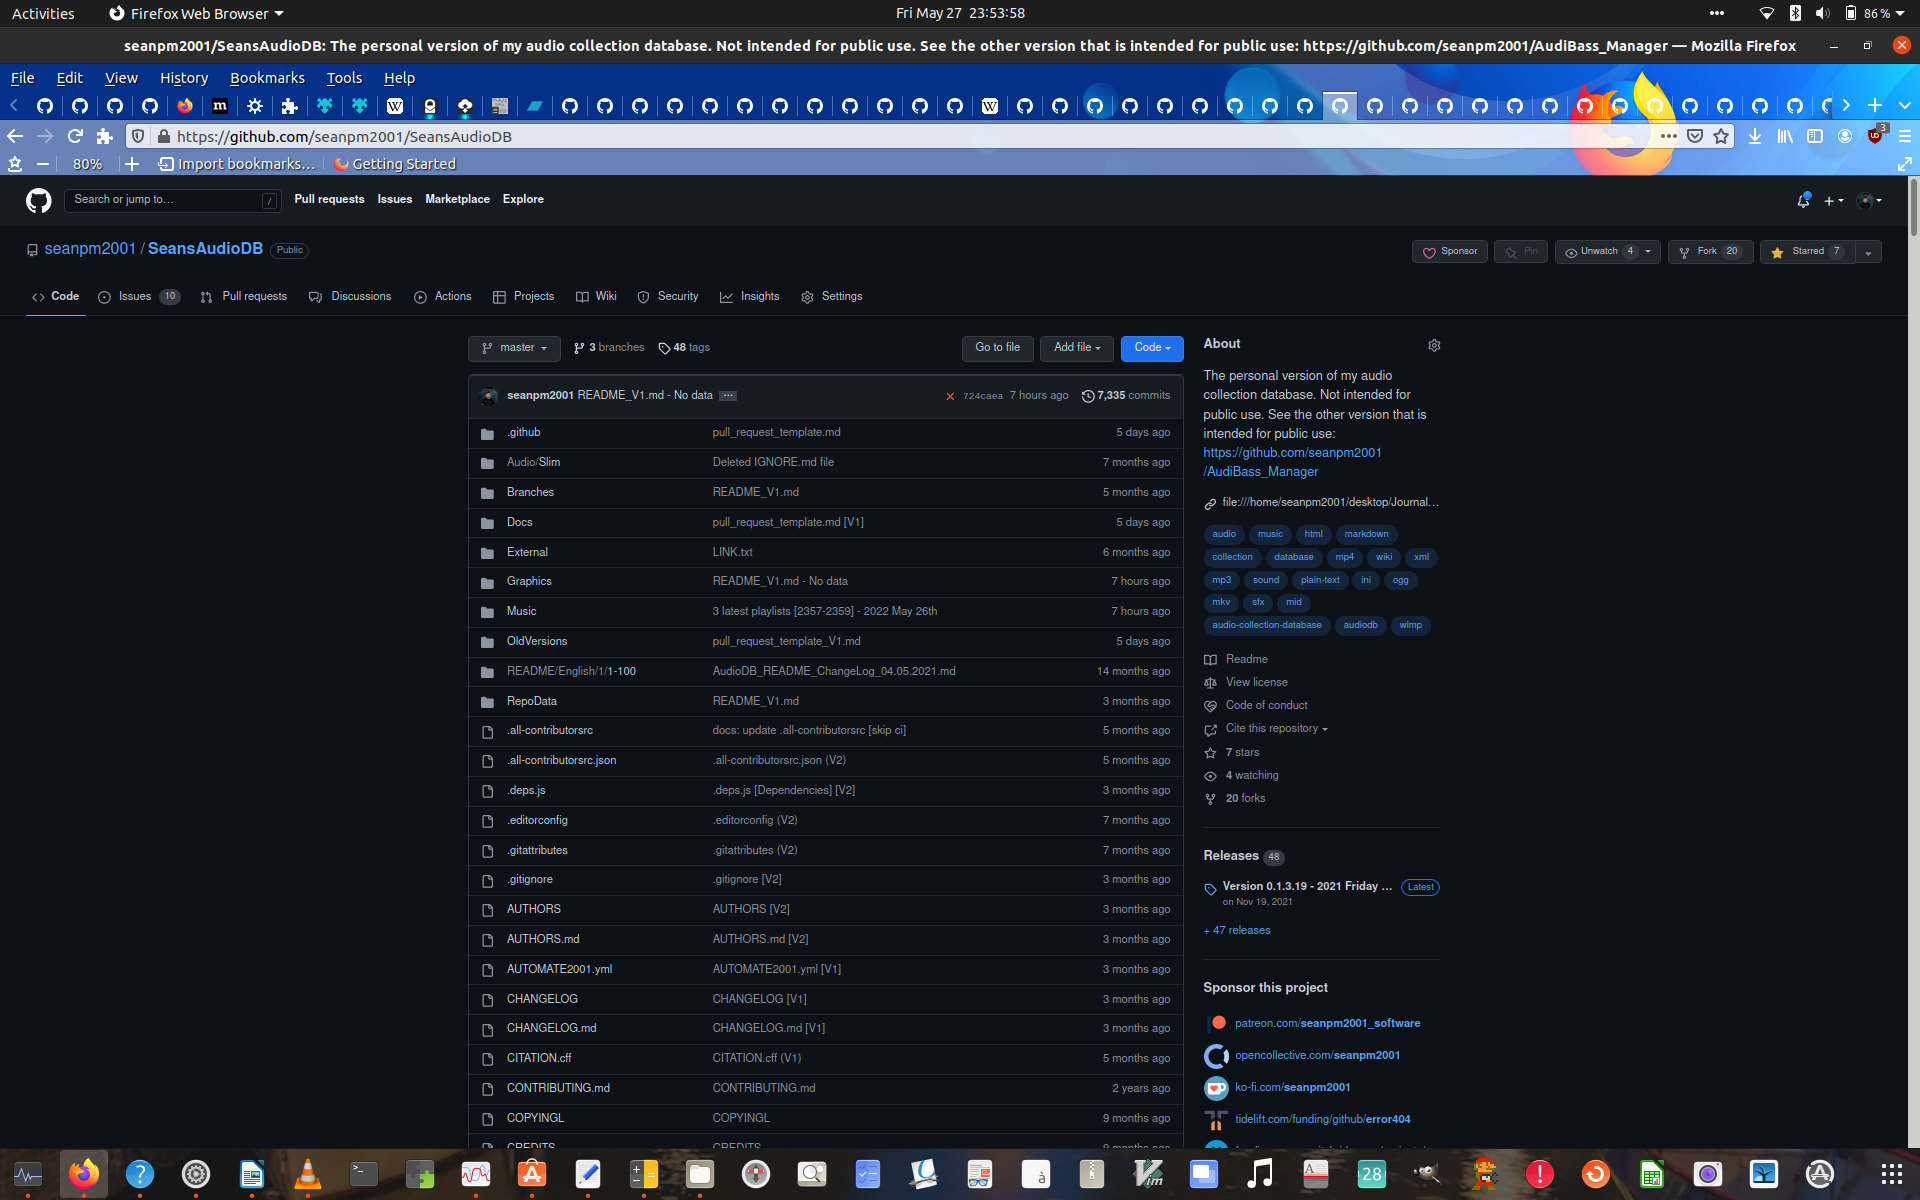 Activities
Firefox Web Browser
Fri May 27 23:53:58
86 %
seanpm2001/SeansAudioDB: The personal version of my audio collection database. Not intended for public use. See the other version that is intended for public use: https://github.com/seanpm2001/AudiBass_Manager — Mozilla Firefox
File Edit View History Bookmarks Tools Help
https://github.com/seanpm2001/SeansAudioDB
3
80%
Import bookmarks...
Getting Started
Search or jump to...
/
Pull requests Issues Marketplace Explore
seanpm2001 / SeansAudioDB Public
Sponsor Pin Unwatch 4 Fork 20 Starred 7
Code Issues 10 Pull requests Discussions Actions Projects Wiki Security Insights Settings
master 3 branches 48 tags Go to file Add file Code
seanpm2001 README_V1.md - No data ... 724caea 7 hours ago 7,335 commits
.github pull_request_template.md 5 days ago
Audio/Slim Deleted IGNORE.md file 7 months ago
Branches README_V1.md 5 months ago
Docs pull_request_template.md [V1] 5 days ago
External LINK.txt 6 months ago
Graphics README_V1.md - No data 7 hours ago
Music 3 latest playlists [2357-2359] - 2022 May 26th 7 hours ago
OldVersions pull_request_template_V1.md 5 days ago
README/English/1/1-100 AudioDB_README_ChangeLog_04.05.2021.md 14 months ago
RepoData README_V1.md 3 months ago
.all-contributorsrc docs: update .all-contributorsrc [skip ci] 5 months ago
.all-contributorsrc.json .all-contributorsrc.json (V2) 5 months ago
.deps.js .deps.js [Dependencies] [V2] 3 months ago
.editorconfig .editorconfig (V2) 7 months ago
.gitattributes .gitattributes (V2) 7 months ago
.gitignore .gitignore [V2] 3 months ago
AUTHORS AUTHORS [V2] 3 months ago
AUTHORS.md AUTHORS.md [V2] 3 months ago
AUTOMATE2001.yml AUTOMATE2001.yml [V1] 3 months ago
CHANGELOG CHANGELOG [V1] 3 months ago
CHANGELOG.md CHANGELOG.md [V1] 3 months ago
CITATION.cff CITATION.cff (V1) 5 months ago
CONTRIBUTING.md CONTRIBUTING.md 2 years ago
COPYINGL COPYINGL 9 months ago
CREDITS CREDITS 9 months ago
About
The personal version of my audio
collection database. Not intended for
public use. See the other version that is
intended for public use:
https://github.com/seanpm2001
/AudiBass_Manager
file:///home/seanpm2001/desktop/Journal...
audio music html markdown
collection database mp4 wiki xml
mp3 sound plain-text ini ogg
mkv sfx mid
audio-collection-database audiodb wlmp
Readme
View license
Code of conduct
Cite this repository
7 stars
4 watching
20 forks
Releases 48
Version 0.1.3.19 - 2021 Friday ... Latest
on Nov 19, 2021
+ 47 releases
Sponsor this project
patreon.com/seanpm2001_software
opencollective.com/seanpm2001
ko-fi.com/seanpm2001
tidelift.com/funding/github/error404
28